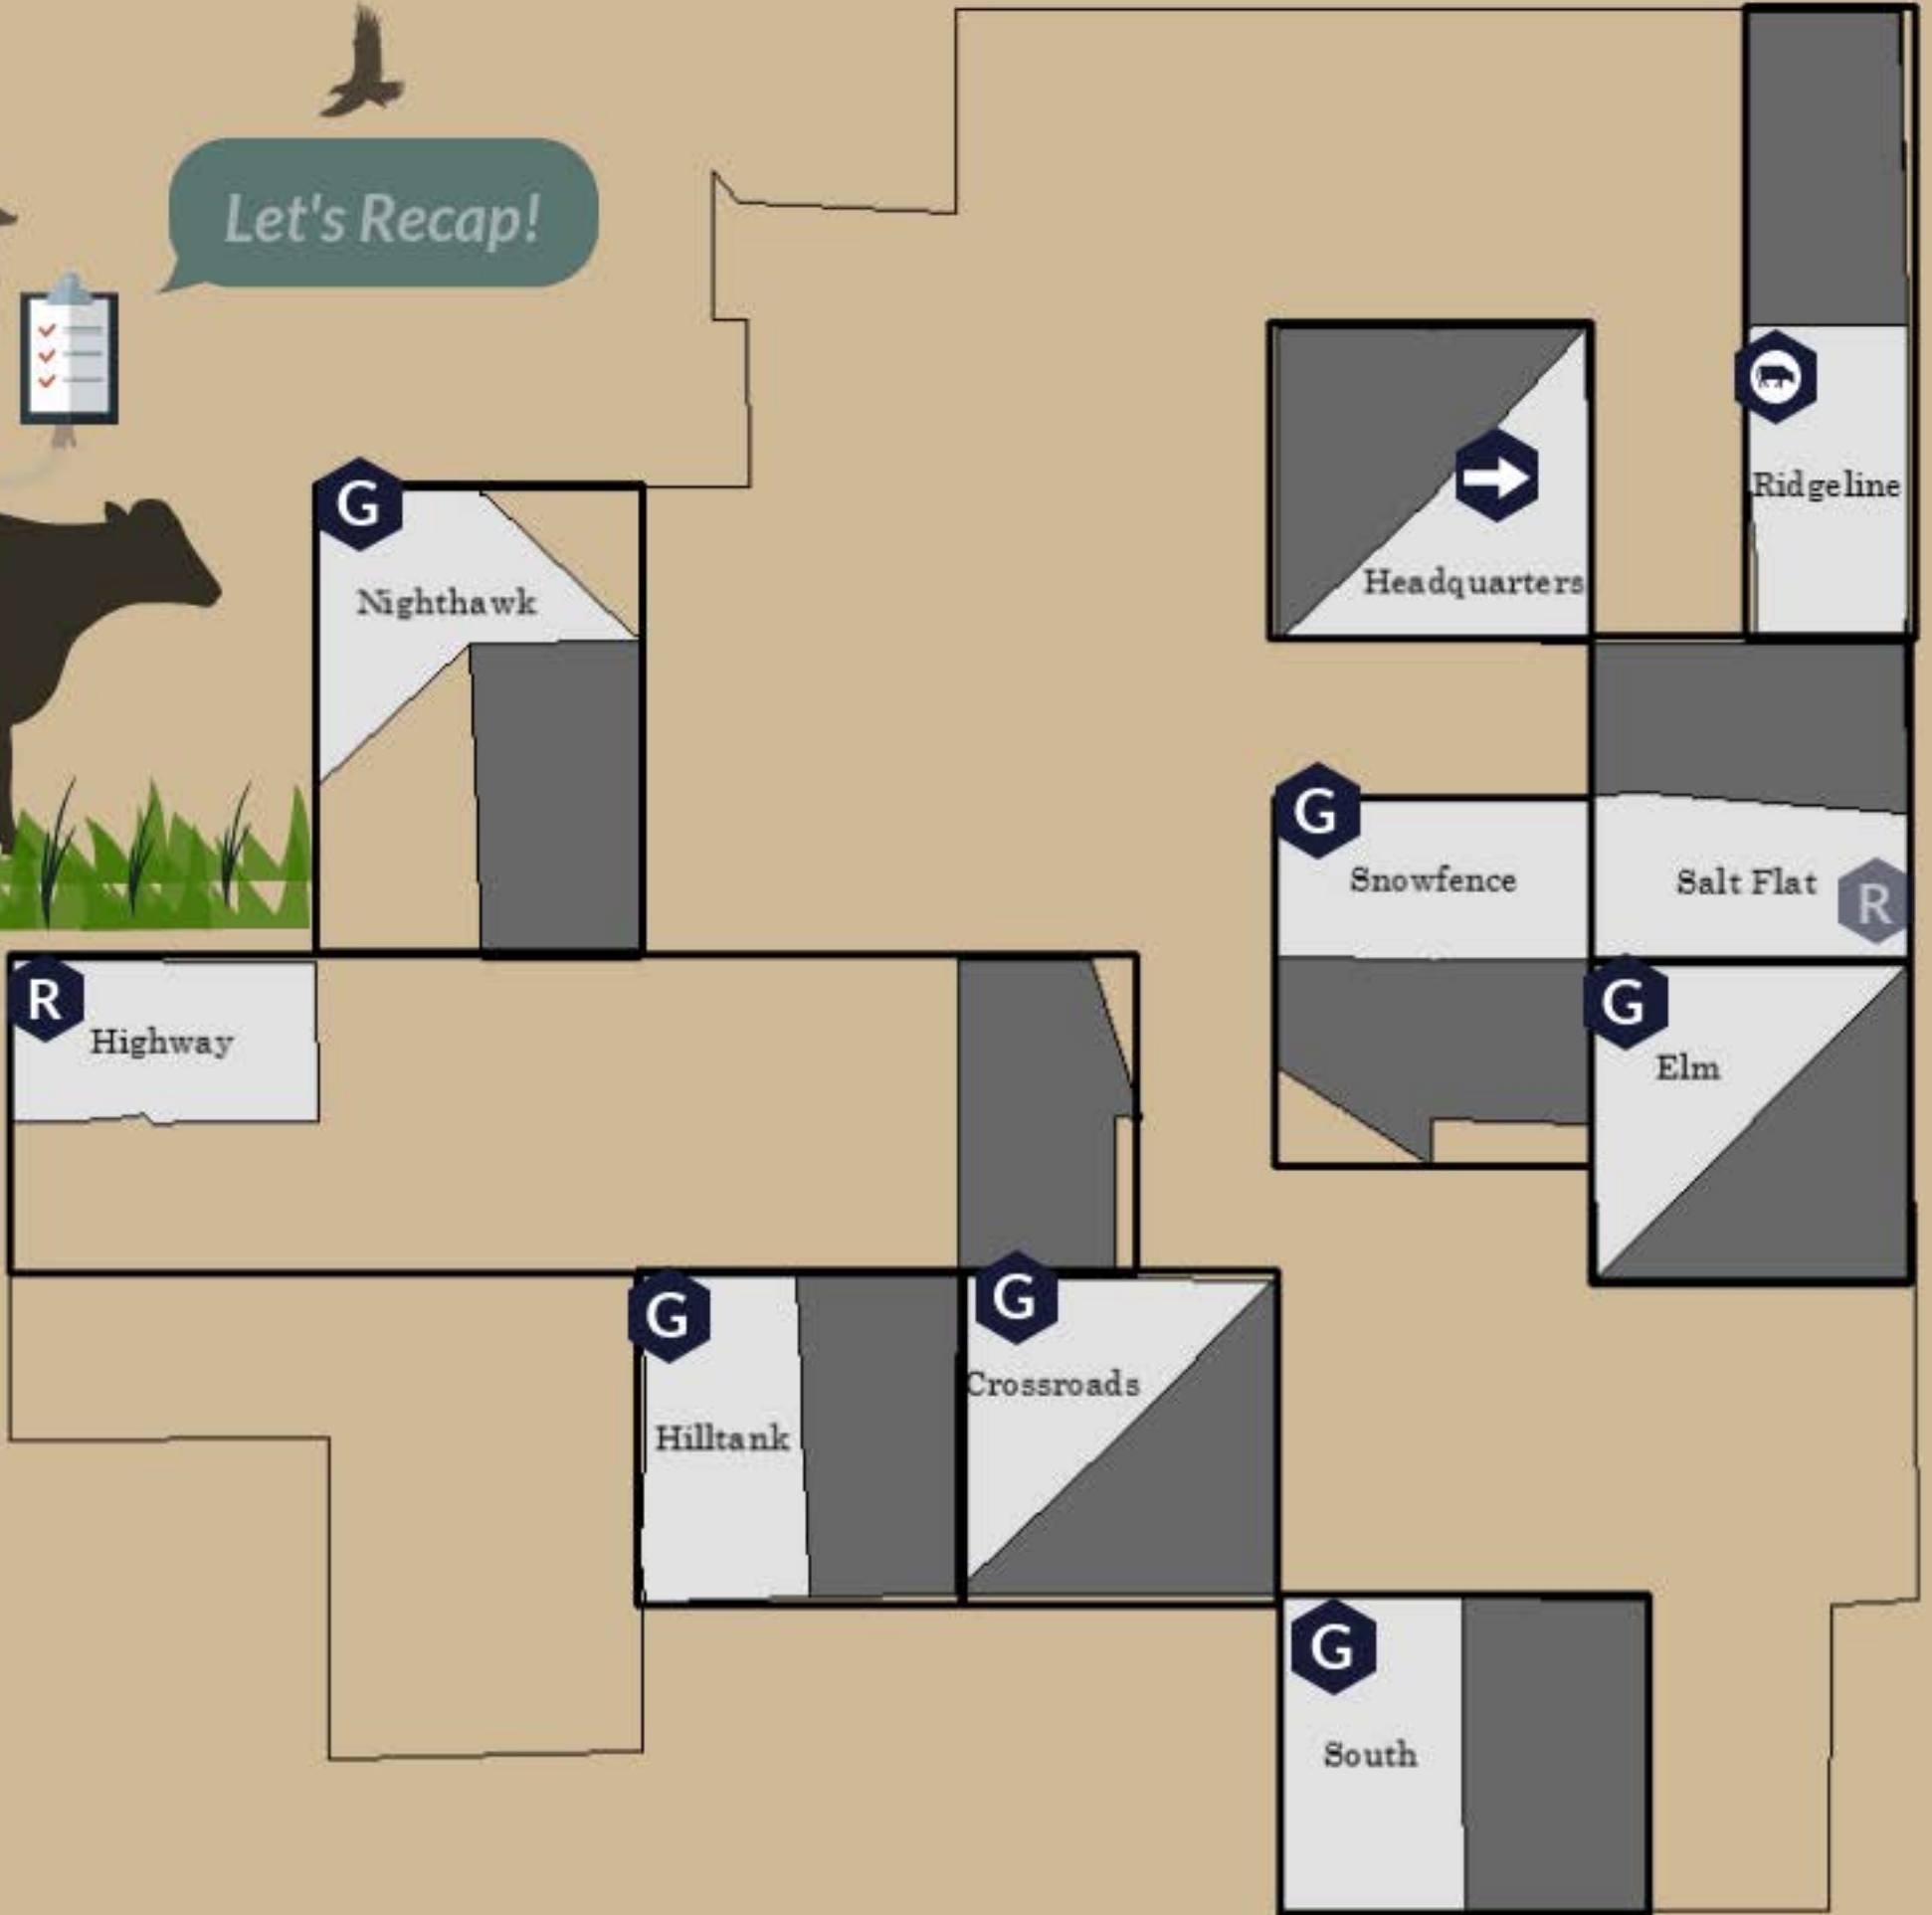 Let's Recap!
G
Nighthawk
Headquarters
Ridgeline
G
Snowfence
Salt Flat
R
R
Highway
G
Elm
G
Hilltank
G
Crossroads
G
South